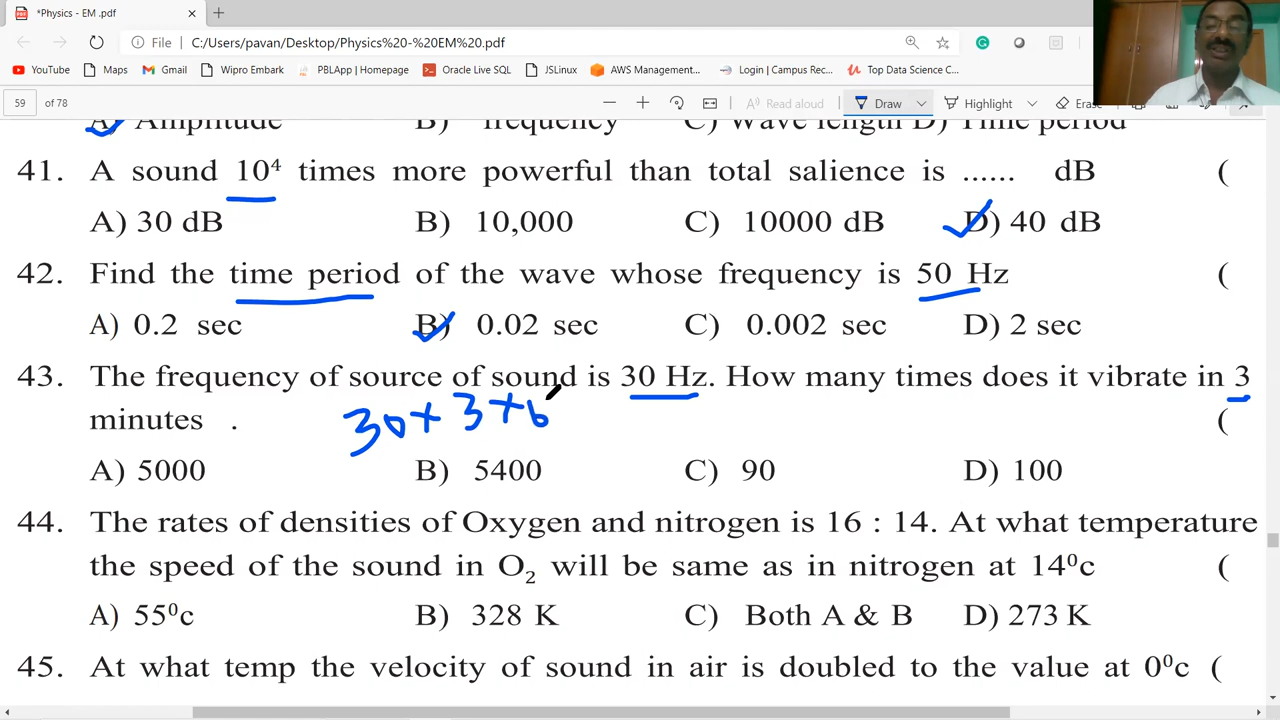 *Physics - EM .pdf
File C:/Users/pavan/Desktop/Physics%20-%20EM%20.pdf
YouTube Maps Gmail Wipro Embark PBLApp | Homepage Oracle Live SQL JSLinux AWS Management... Login | Campus Rec... Top Data Science C...
59 of 78 Read aloud Draw Highlight Erase
A) Amplitude B) frequency C) Wave length D) Time period
41. A sound 10⁴ times more powerful than total salience is ...... dB (
A) 30 dB B) 10,000 C) 10000 dB D) 40 dB
42. Find the time period of the wave whose frequency is 50 Hz (
A) 0.2 sec B) 0.02 sec C) 0.002 sec D) 2 sec
43. The frequency of source of sound is 30 Hz. How many times does it vibrate in 3
minutes . (
30 × 3 × 6
A) 5000 B) 5400 C) 90 D) 100
44. The rates of densities of Oxygen and nitrogen is 16 : 14. At what temperature
the speed of the sound in O₂ will be same as in nitrogen at 14⁰c (
A) 55⁰c B) 328 K C) Both A & B D) 273 K
45. At what temp the velocity of sound in air is doubled to the value at 0⁰c (